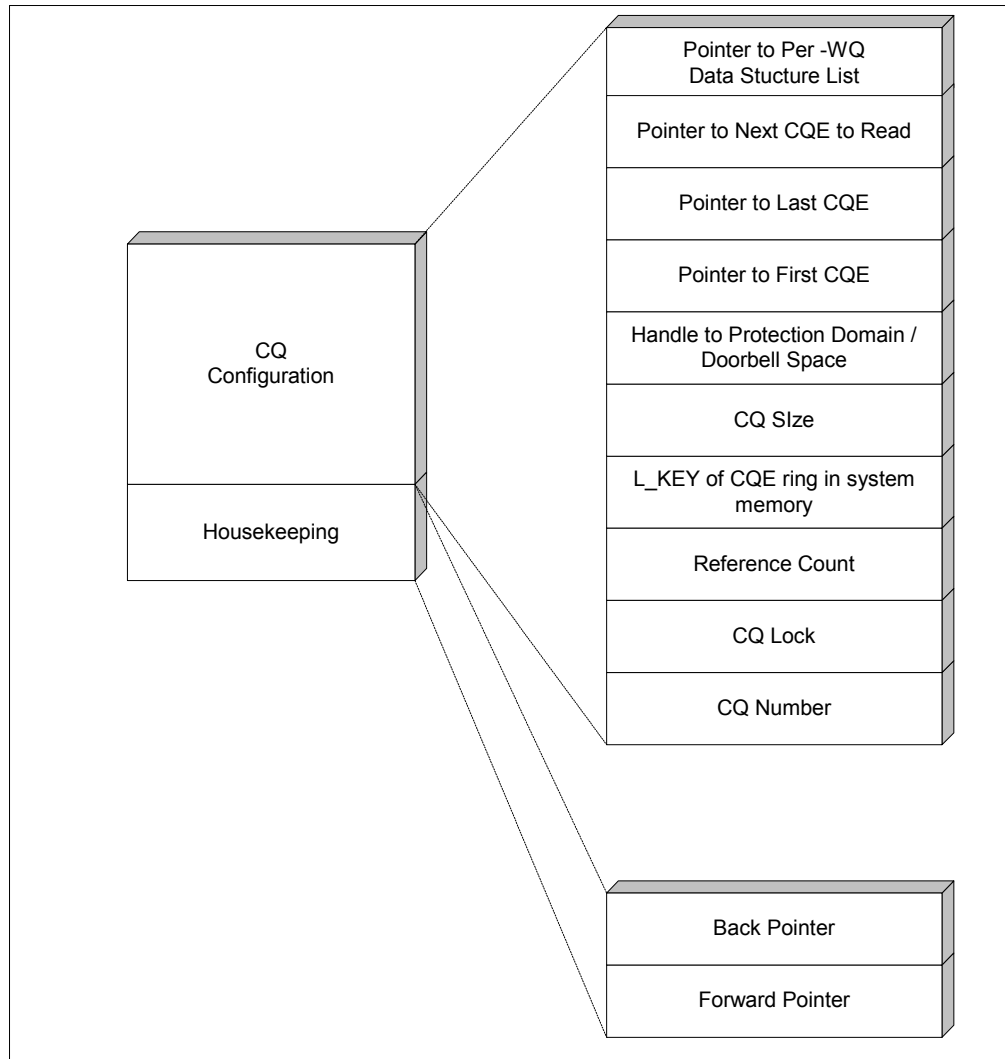 Pointer to Per -WQ
Data Stucture List
Pointer to Next CQE to Read
Pointer to Last CQE
Pointer to First CQE
Handle to Protection Domain /
Doorbell Space
CQ SIze
L_KEY of CQE ring in system
memory
Reference Count
CQ Lock
CQ Number
CQ
Configuration
Housekeeping
Back Pointer
Forward Pointer